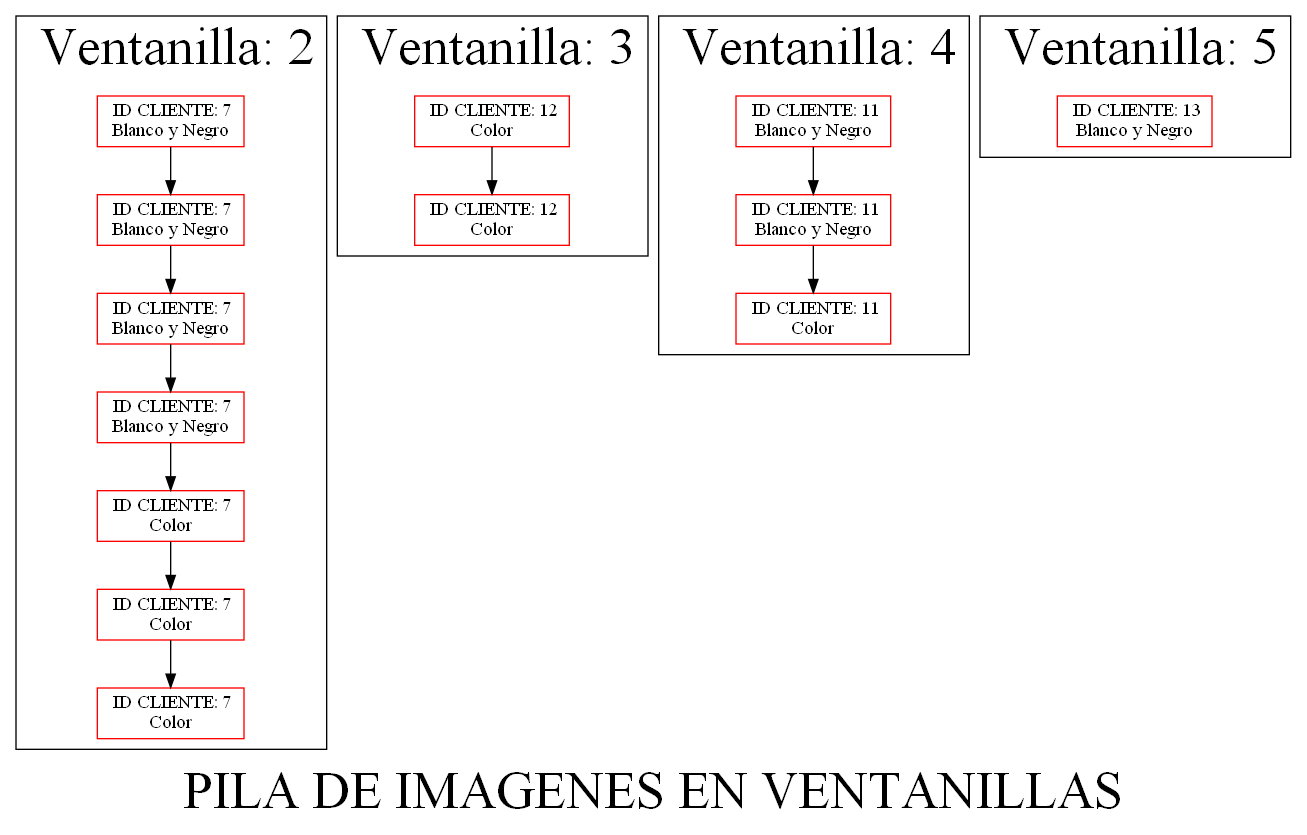 Ventanilla: 2
ID CLIENTE: 7
Blanco y Negro
ID CLIENTE: 7
Blanco y Negro
ID CLIENTE: 7
Blanco y Negro
ID CLIENTE: 7
Blanco y Negro
ID CLIENTE: 7
Color
ID CLIENTE: 7
Color
ID CLIENTE: 7
Color
Ventanilla: 3
ID CLIENTE: 12
Color
ID CLIENTE: 12
Color
Ventanilla: 4
ID CLIENTE: 11
Blanco y Negro
ID CLIENTE: 11
Blanco y Negro
ID CLIENTE: 11
Color
Ventanilla: 5
ID CLIENTE: 13
Blanco y Negro
PILA DE IMAGENES EN VENTANILLAS